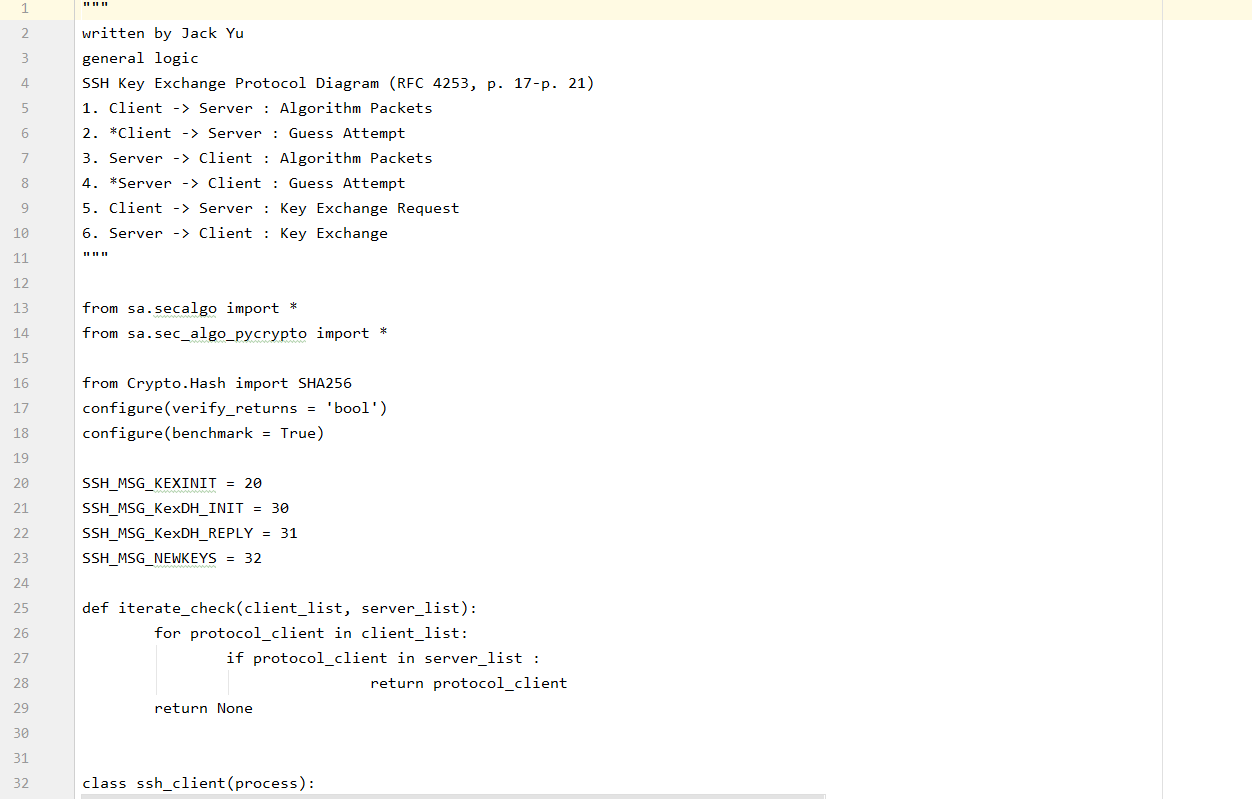 1 """
2 written by Jack Yu
3 general logic
4 SSH Key Exchange Protocol Diagram (RFC 4253, p. 17-p. 21)
5 1. Client -> Server : Algorithm Packets
6 2. *Client -> Server : Guess Attempt
7 3. Server -> Client : Algorithm Packets
8 4. *Server -> Client : Guess Attempt
9 5. Client -> Server : Key Exchange Request
10 6. Server -> Client : Key Exchange
11 """
12
13 from sa.secalgo import *
14 from sa.sec_algo_pycrypto import *
15
16 from Crypto.Hash import SHA256
17 configure(verify_returns = 'bool')
18 configure(benchmark = True)
19
20 SSH_MSG_KEXINIT = 20
21 SSH_MSG_KexDH_INIT = 30
22 SSH_MSG_KexDH_REPLY = 31
23 SSH_MSG_NEWKEYS = 32
24
25 def iterate_check(client_list, server_list):
26         for protocol_client in client_list:
27                 if protocol_client in server_list :
28                                 return protocol_client
29         return None
30
31
32 class ssh_client(process):